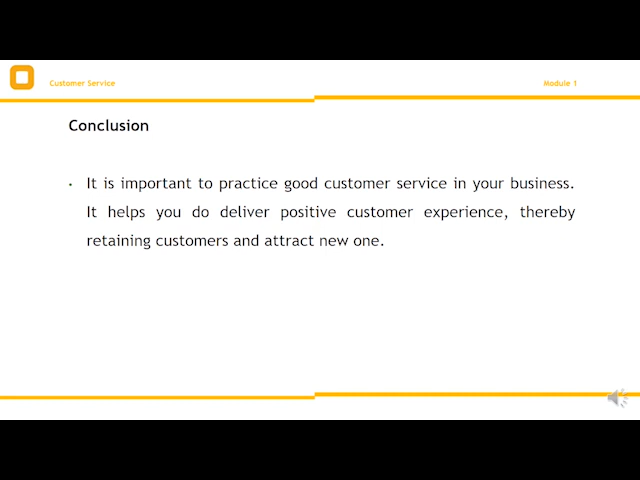 Customer Service
Module 1
Conclusion
• It is important to practice good customer service in your business.
It helps you do deliver positive customer experience, thereby
retaining customers and attract new one.